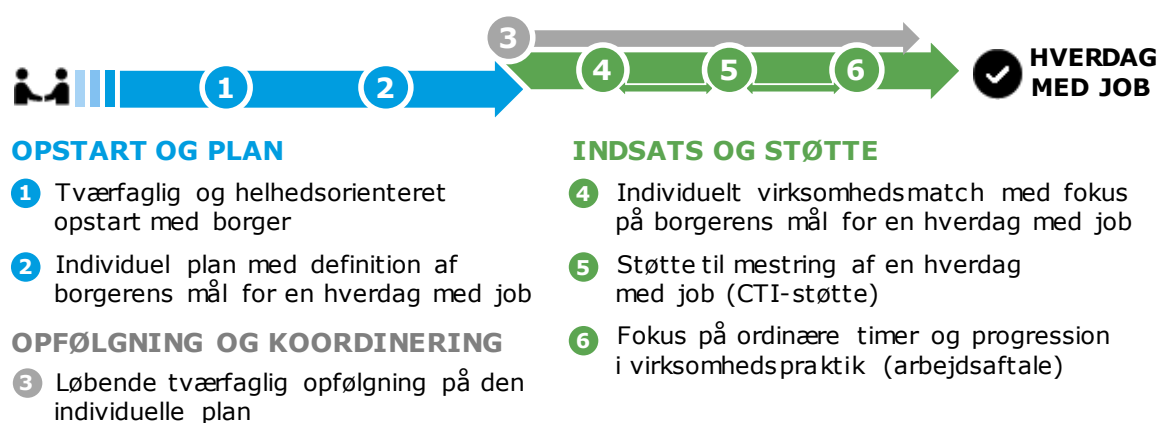 3
1
2
4
5
6
HVERDAG
MED JOB
OPSTART OG PLAN
1 Tværfaglig og helhedsorienteret
opstart med borger
2 Individuel plan med definition af
borgerens mål for en hverdag med job
OPFØLGNING OG KOORDINERING
3 Løbende tværfaglig opfølgning på den
individuelle plan
INDSATS OG STØTTE
4 Individuelt virksomhedsmatch med fokus
på borgerens mål for en hverdag med job
5 Støtte til mestring af en hverdag
med job (CTI-støtte)
6 Fokus på ordinære timer og progression
i virksomhedspraktik (arbejdsaftale)